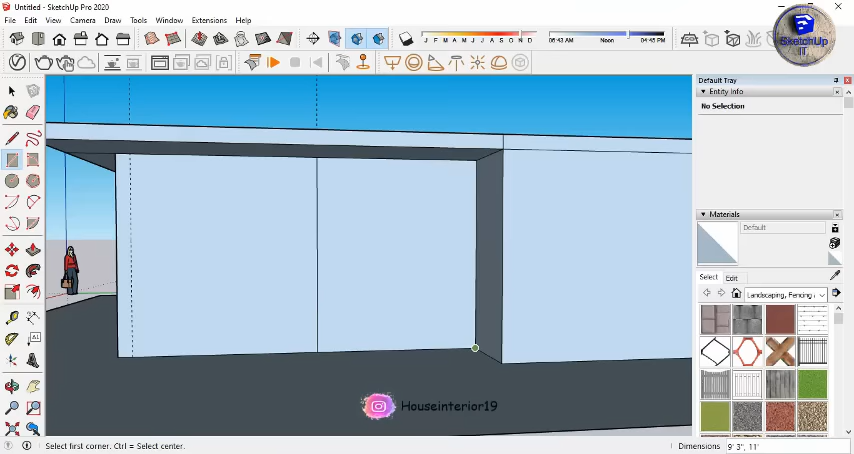 Untitled - SketchUp Pro 2020
File Edit View Camera Draw Tools Window Extensions Help
J F M A M J J A S O N D
06:43 AM Noon 04:45 PM
SketchUp
IT
Default Tray
Entity Info
No Selection
Materials
Default
Select Edit
Landscaping, Fencing
A1
Houseinterior19
Select first corner. Ctrl = Select center.
Dimensions 9' 3", 11'